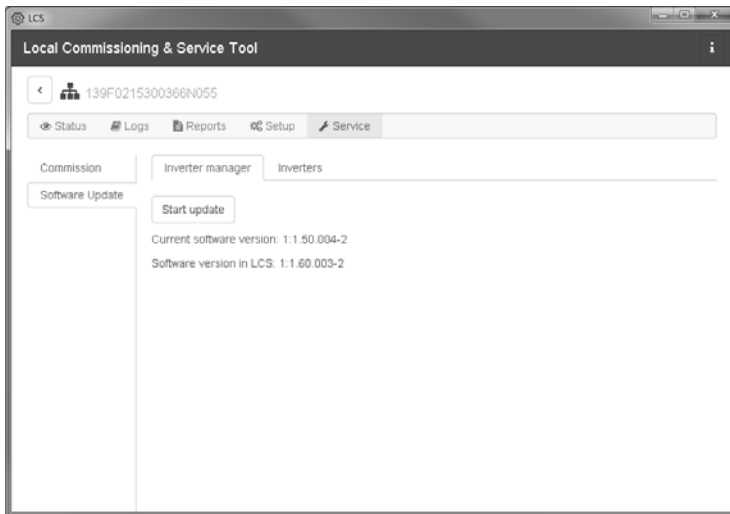 LCS
Local Commissioning & Service Tool
139F0215300366N055
Status Logs Reports Setup Service
Commission
Software Update
Inverter manager Inverters
Start update
Current software version: 1:1.50.004-2
Software version in LCS: 1:1.60.003-2